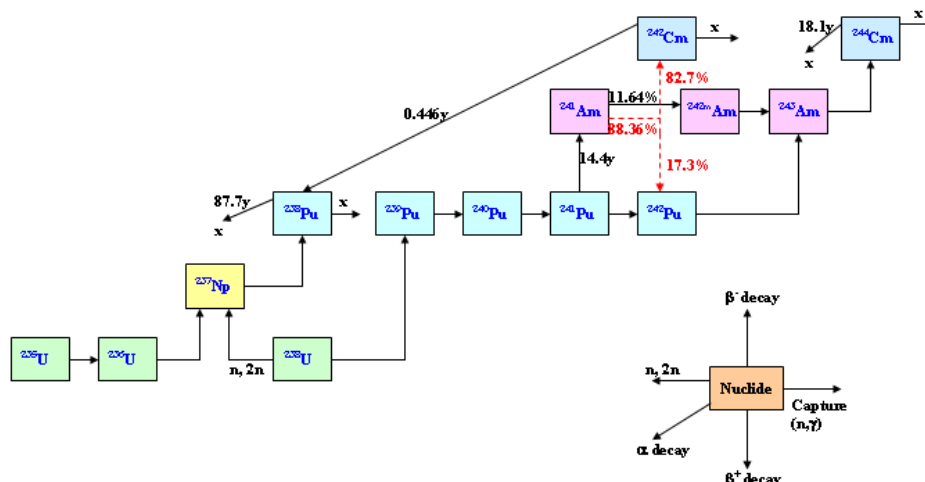 x
18.1y
²⁴²Cm
x
²⁴⁴Cm
x
82.7%
²⁴¹Am
11.64%
²⁴²ᵐAm
²⁴³Am
0.446y
88.36%
14.4y
17.3%
87.7y
x
²³⁸Pu
x
²³⁹Pu
²⁴⁰Pu
²⁴¹Pu
²⁴²Pu
²³⁷Np
β⁻ decay
²³⁵U
²³⁶U
n, 2n
²³⁸U
n, 2n
Nuclide
Capture
(n,γ)
α decay
β⁺ decay